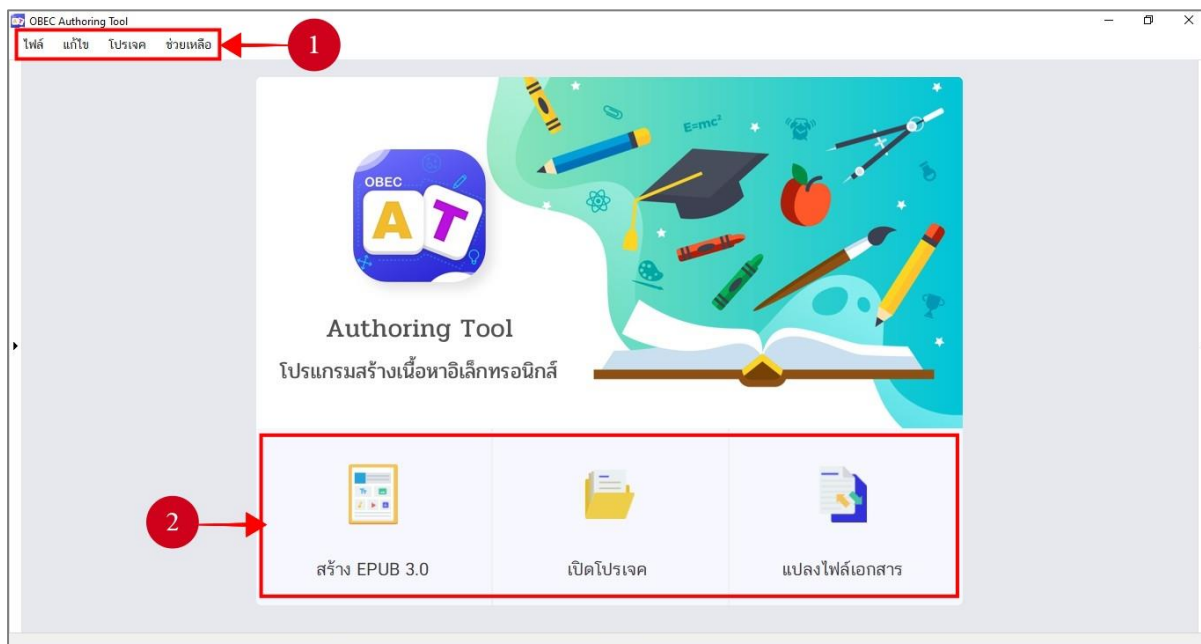 OBEC Authoring Tool
ไฟล์ แก้ไข โปรเจค ช่วยเหลือ
1
E=mc²
OBEC
A T
Authoring Tool
โปรแกรมสร้างเนื้อหาอิเล็กทรอนิกส์
2
สร้าง EPUB 3.0 เปิดโปรเจค แปลงไฟล์เอกสาร